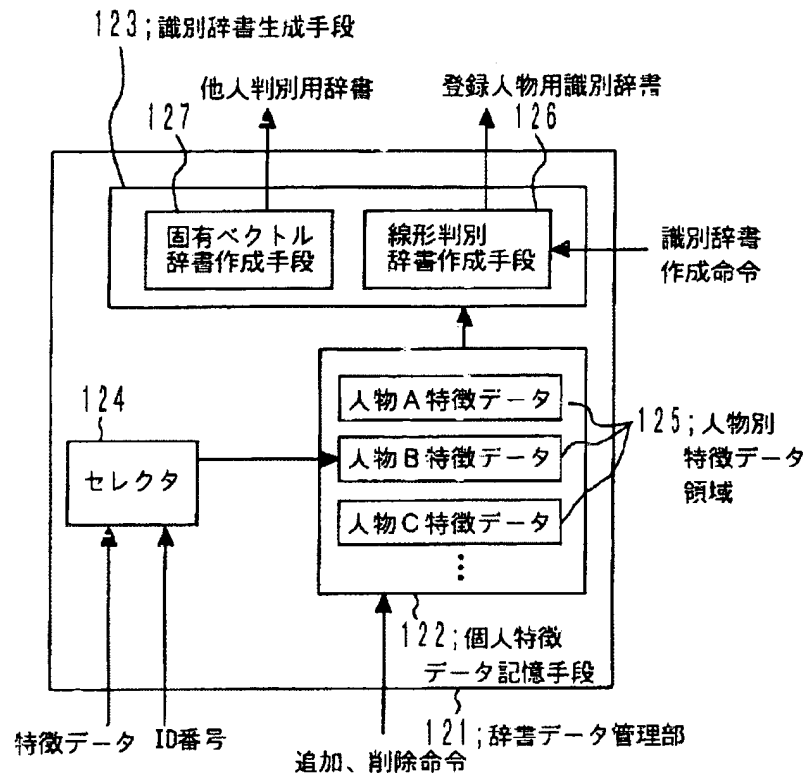 123;識別辞書生成手段
他人判別用辞書
登録人物用識別辞書
127
126
固有ベクトル
辞書作成手段
線形判別
辞書作成手段
識別辞書
作成命令
124
セレクタ
人物A特徴データ
人物B特徴データ
人物C特徴データ
125;人物別
特徴データ
領域
122;個人特徴
データ記憶手段
特徴データ
ID番号
追加、削除命令
121;辞書データ管理部